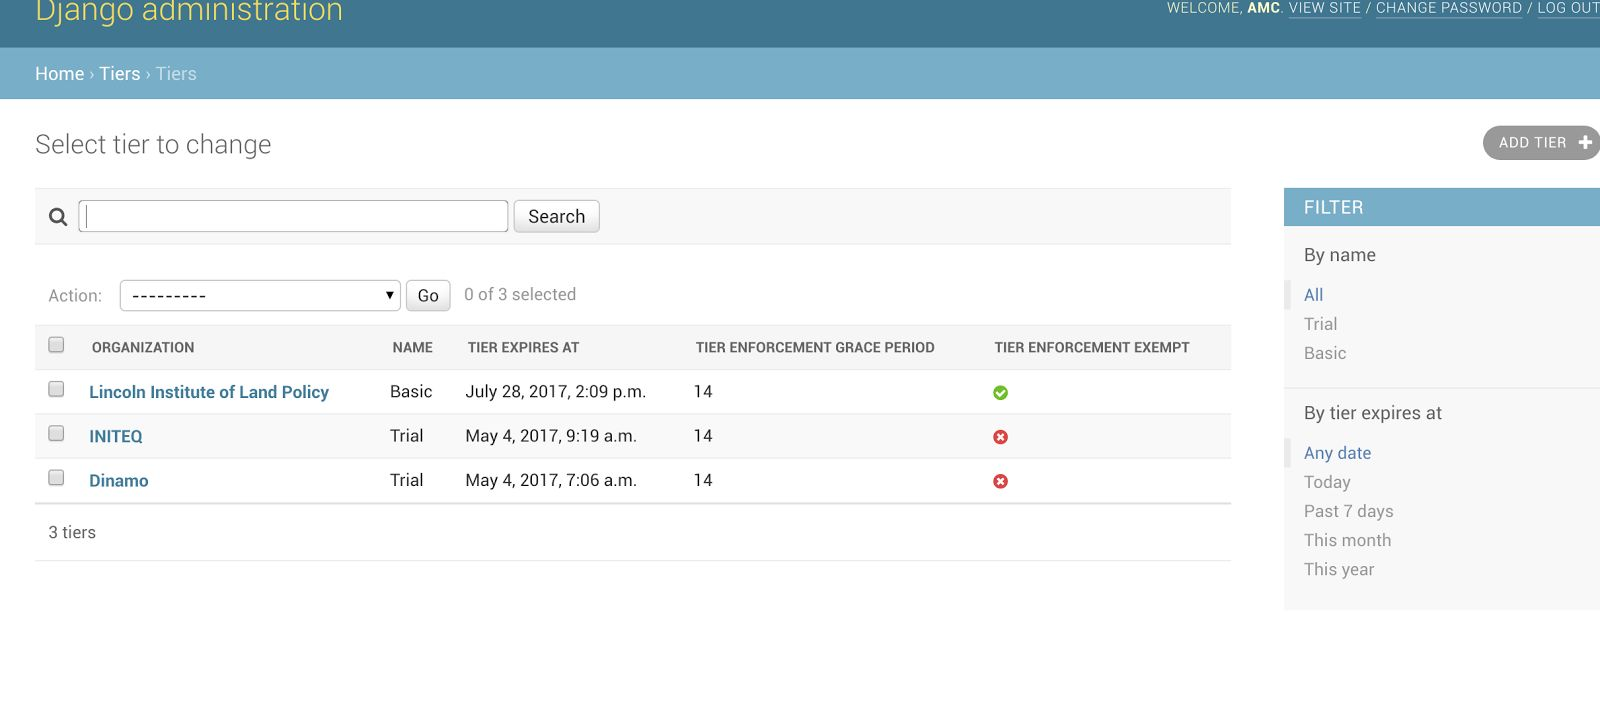 Django administration
WELCOME, AMC. VIEW SITE / CHANGE PASSWORD / LOG OUT
Home › Tiers › Tiers
Select tier to change
ADD TIER
Search
Action: --------- Go 0 of 3 selected
ORGANIZATION NAME TIER EXPIRES AT TIER ENFORCEMENT GRACE PERIOD TIER ENFORCEMENT EXEMPT
Lincoln Institute of Land Policy Basic July 28, 2017, 2:09 p.m. 14
INITEQ Trial May 4, 2017, 9:19 a.m. 14
Dinamo Trial May 4, 2017, 7:06 a.m. 14
3 tiers
FILTER
By name
All
Trial
Basic
By tier expires at
Any date
Today
Past 7 days
This month
This year